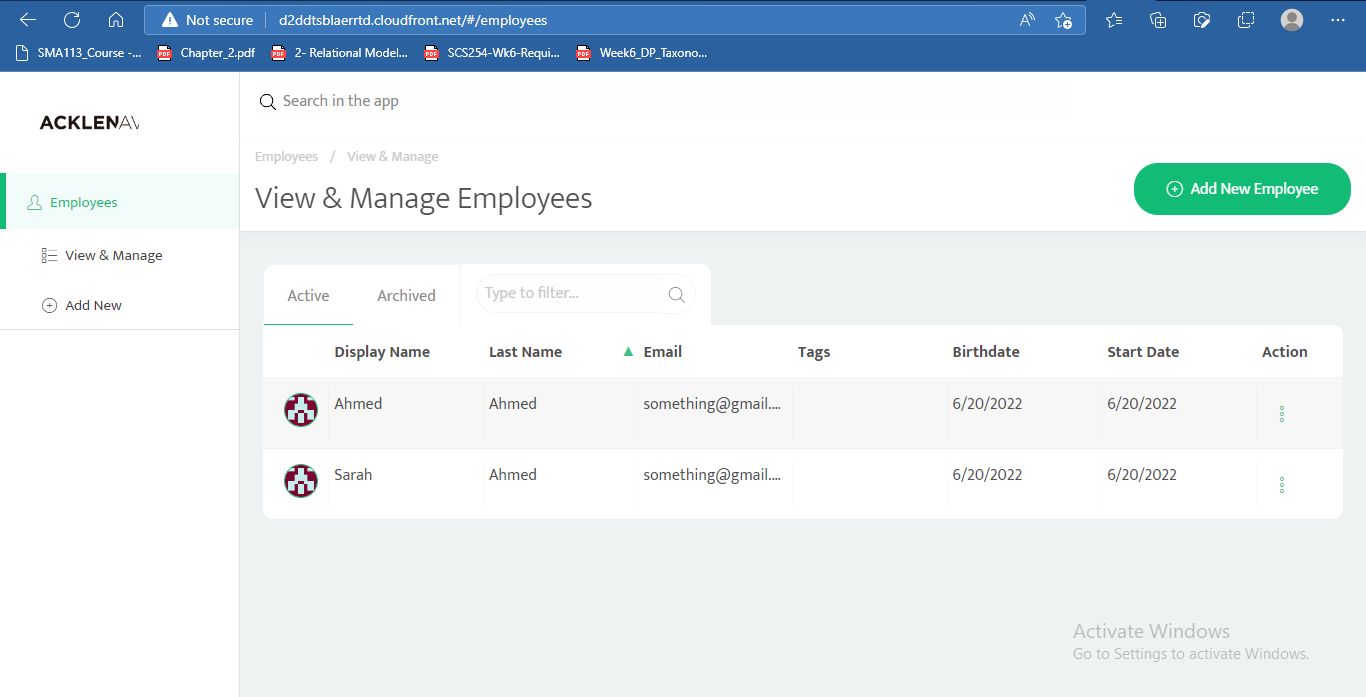 Not secure d2ddtsblaerrtd.cloudfront.net/#/employees
SMA113_Course -... Chapter_2.pdf 2- Relational Model... SCS254-Wk6-Requi... Week6_DP_Taxono...
ACKLENAV
Search in the app
Employees / View & Manage
View & Manage Employees
Add New Employee
Employees
View & Manage
Add New
Active Archived Type to filter...
Display Name Last Name Email Tags Birthdate Start Date Action
Ahmed Ahmed something@gmail.... 6/20/2022 6/20/2022
Sarah Ahmed something@gmail.... 6/20/2022 6/20/2022
Activate Windows
Go to Settings to activate Windows.